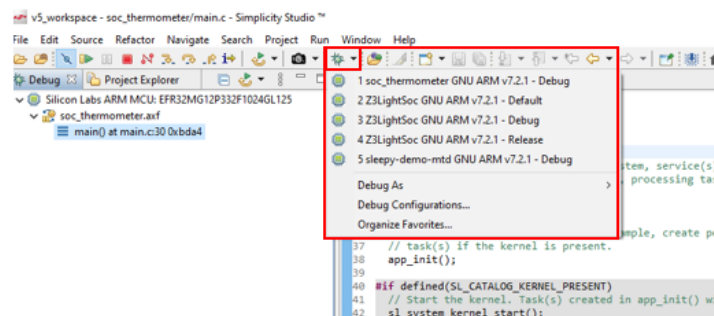 v5_workspace - soc_thermometer/main.c - Simplicity Studio ™
File Edit Source Refactor Navigate Search Project Run Window Help
Debug Project Explorer
Silicon Labs ARM MCU: EFR32MG12P332F1024GL125
soc_thermometer.axf
main() at main.c:30 0xbda4
1 soc_thermometer GNU ARM v7.2.1 - Debug
2 Z3LightSoc GNU ARM v7.2.1 - Default
3 Z3LightSoc GNU ARM v7.2.1 - Debug
4 Z3LightSoc GNU ARM v7.2.1 - Release
5 sleepy-demo-mtd GNU ARM v7.2.1 - Debug
Debug As
Debug Configurations...
Organize Favorites...
stem, service(s
, processing ta
mple, create p
37 // task(s) if the kernel is present.
38 app_init();
39
40 #if defined(SL_CATALOG_KERNEL_PRESENT)
41 // Start the kernel. Task(s) created in app_init() w
42 sl_system_kernel_start();